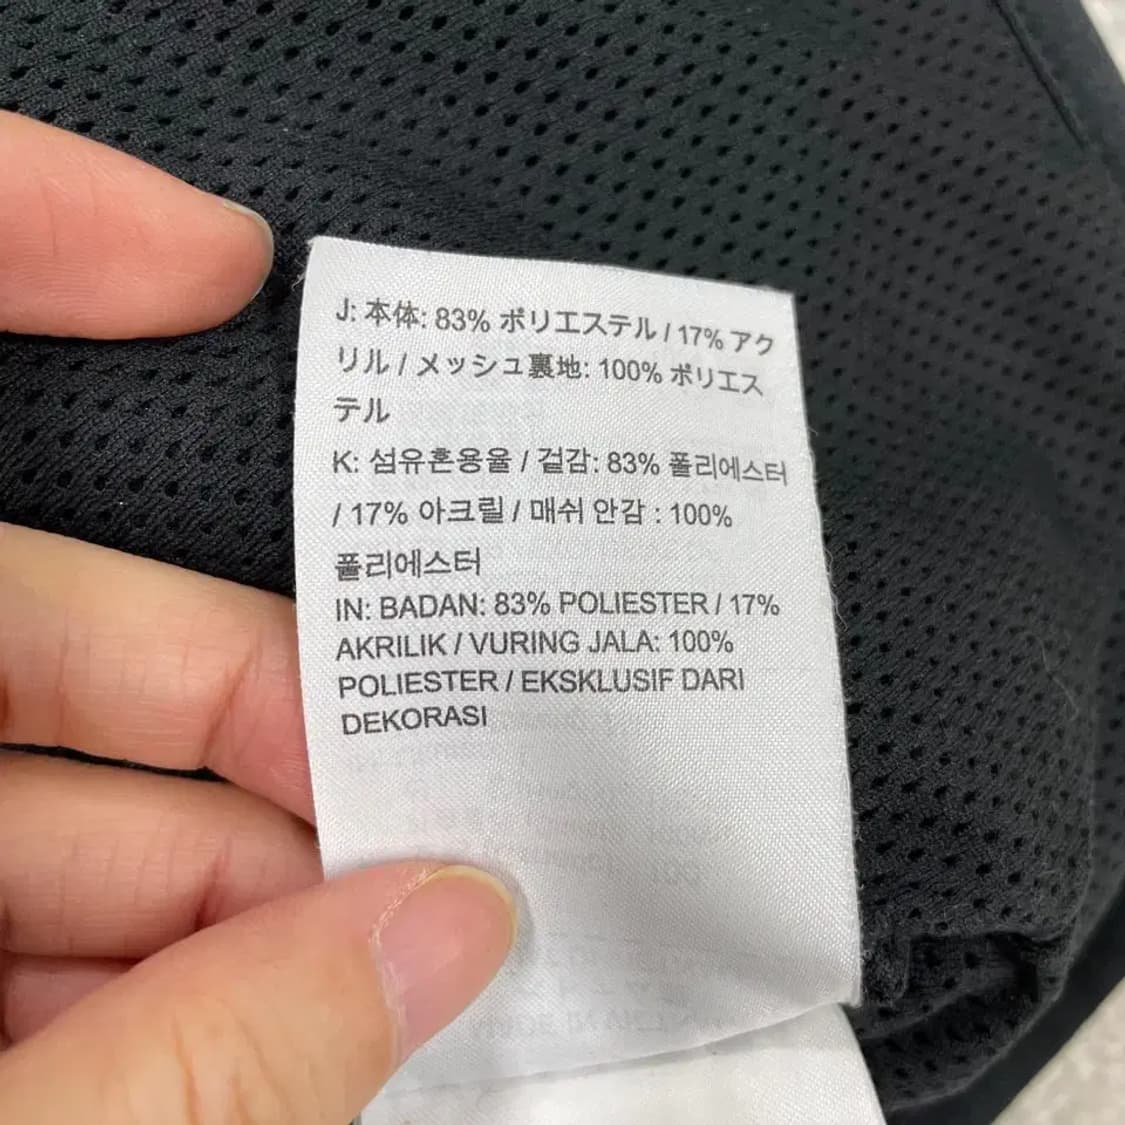 J: 本体: 83% ポリエステル / 17% アク
リル / メッシュ裏地: 100% ポリエス
テル
K: 섬유혼용율 / 겉감: 83% 폴리에스터
/ 17% 아크릴 / 매쉬 안감 : 100%
폴리에스터
IN: BADAN: 83% POLIESTER / 17%
AKRILIK / VURING JALA: 100%
POLIESTER / EKSKLUSIF DARI
DEKORASI